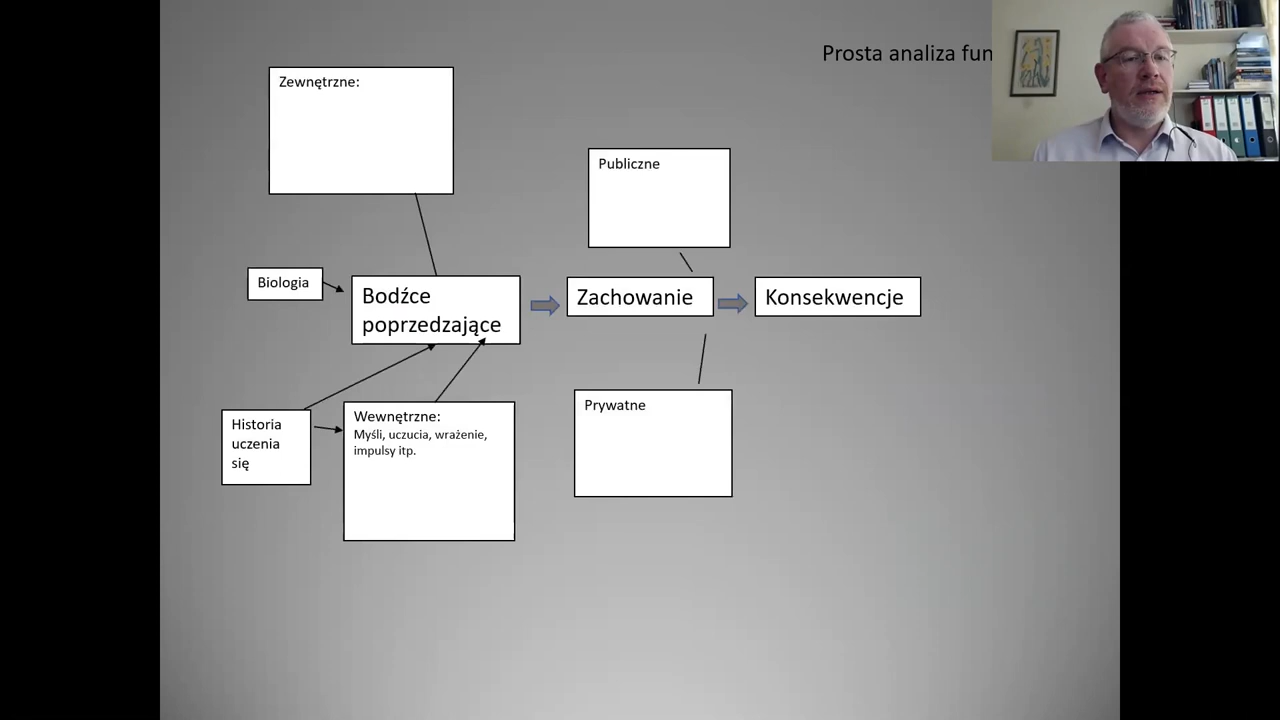 Prosta analiza fun
Zewnętrzne:
Publiczne
Biologia
Bodźce
poprzedzające
Zachowanie
Konsekwencje
Historia
uczenia
się
Wewnętrzne:
Myśli, uczucia, wrażenie,
impulsy itp.
Prywatne